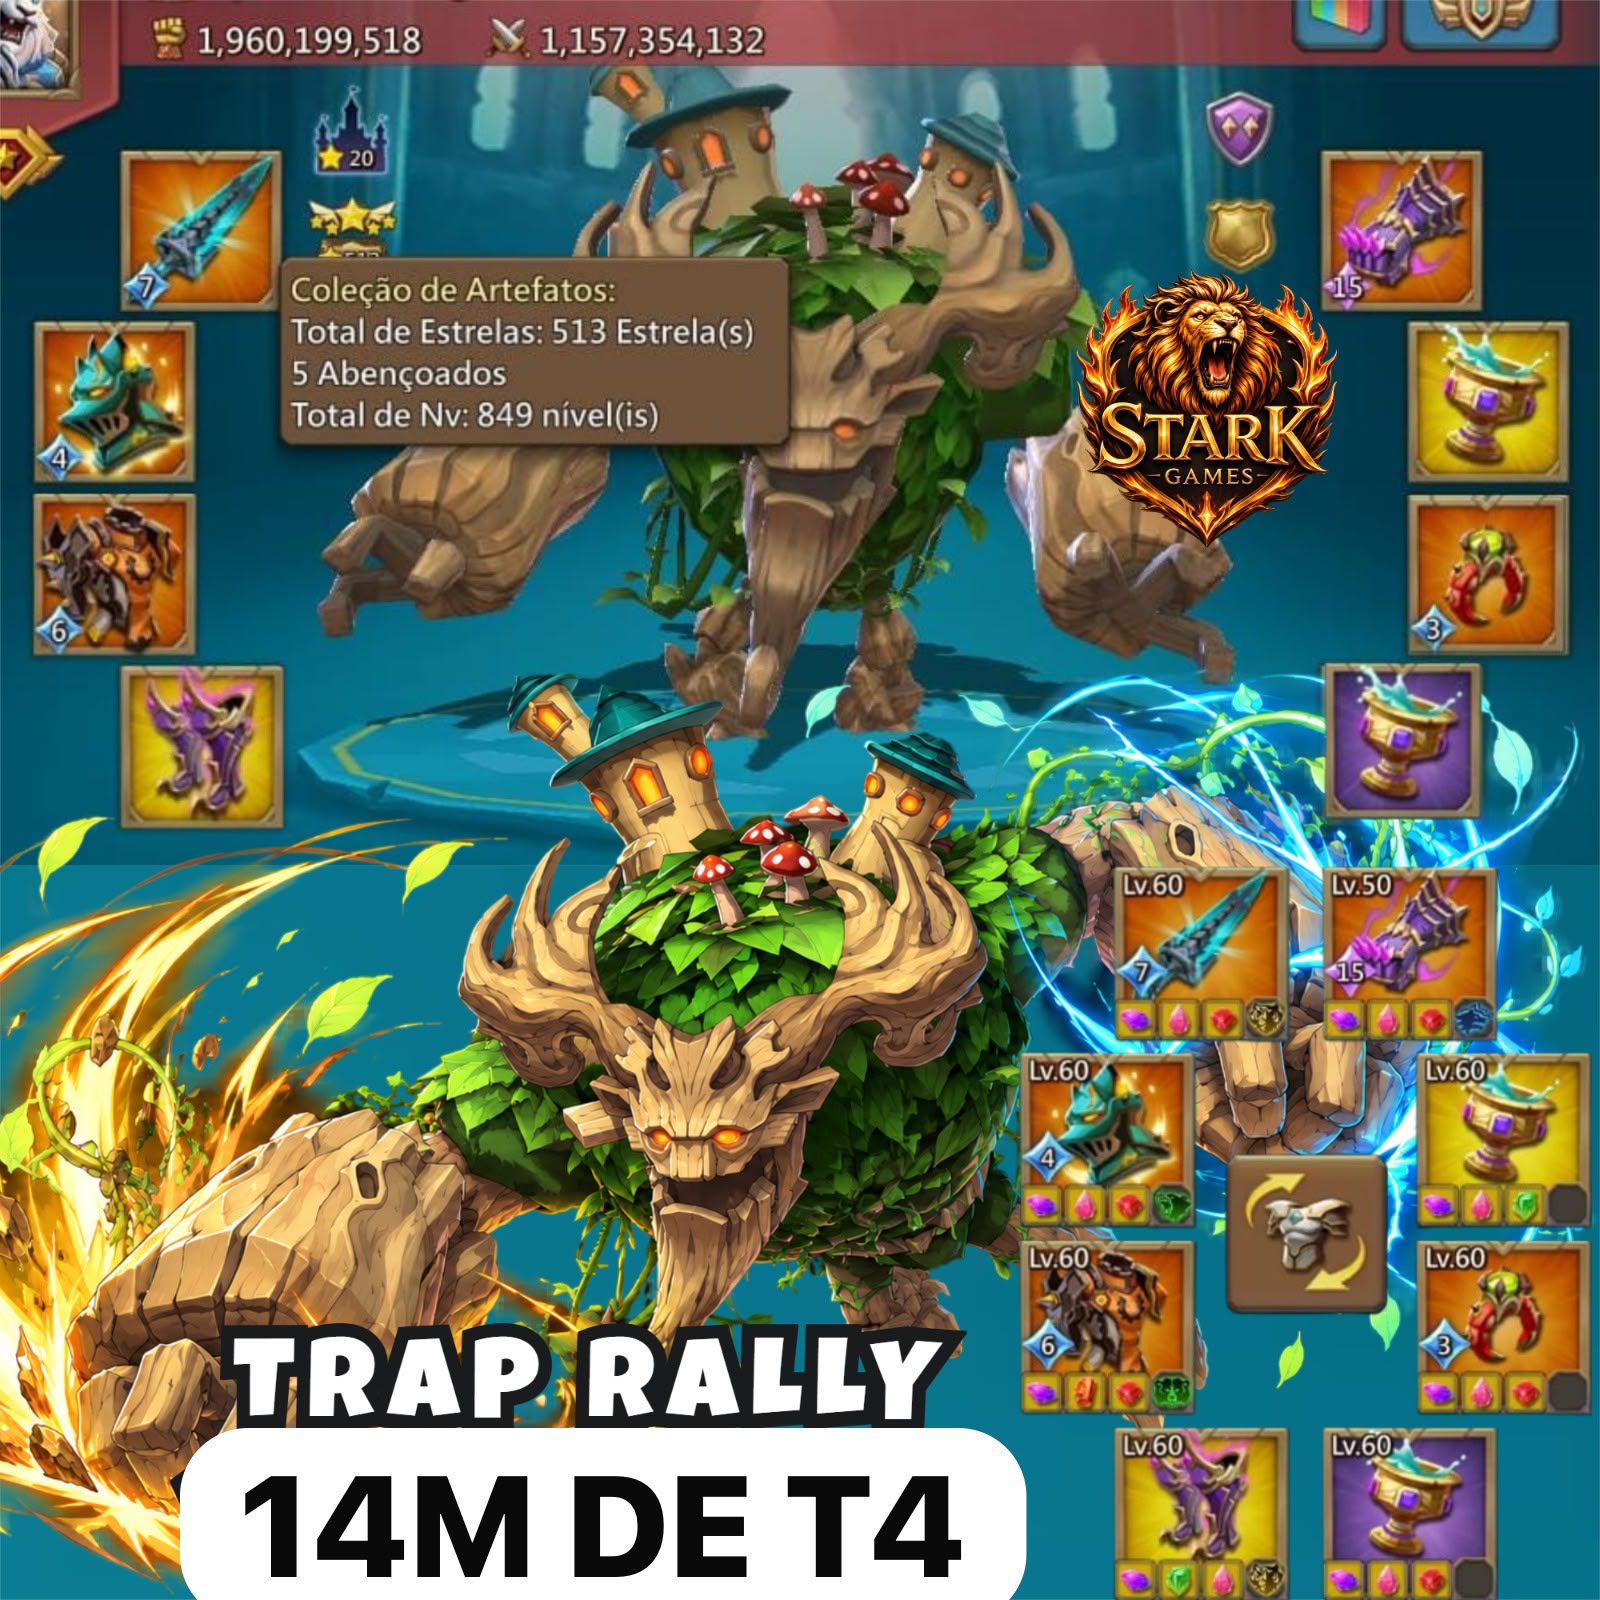 1,960,199,518
1,157,354,132
20
7
15
Coleção de Artefatos:
Total de Estrelas: 513 Estrela(s)
5 Abençoados
Total de Nv: 849 nível(is)
4
STARK
GAMES
6
3
Lv.60
7
Lv.50
15
Lv.60
4
Lv.60
Lv.60
6
Lv.60
3
TRAP RALLY
Lv.60
Lv.60
14M DE T4